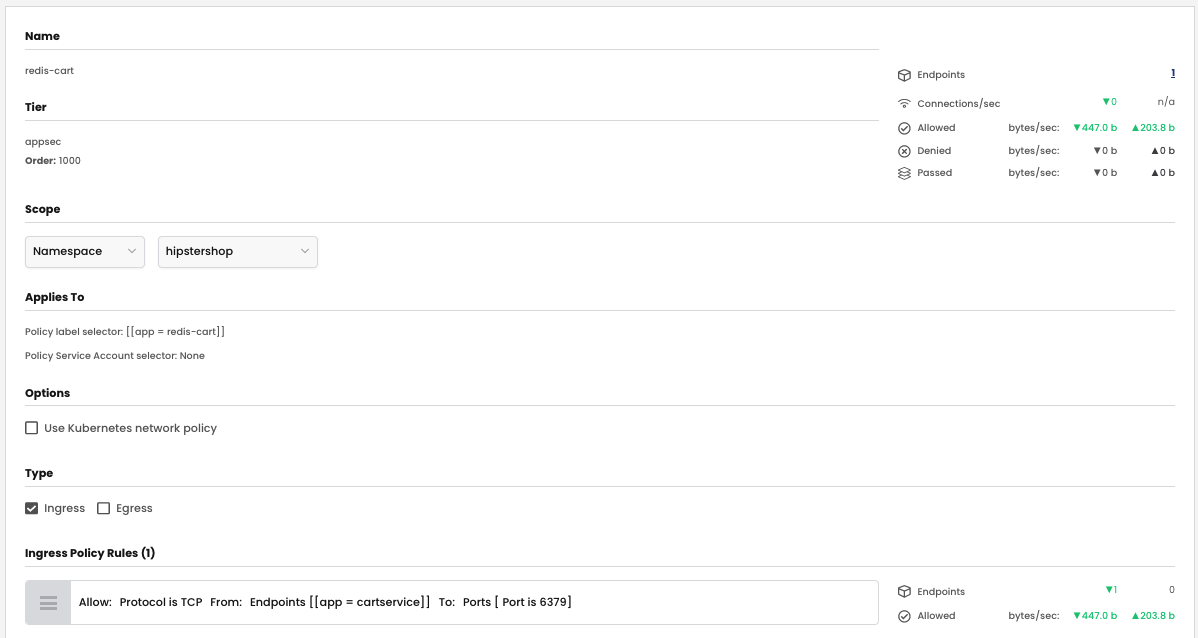 Name
redis-cart
Endpoints 1
Connections/sec ▼0 n/a
Tier
Allowed bytes/sec: ▼447.0 b ▲203.8 b
appsec
Denied bytes/sec: ▼0 b ▲0 b
Order: 1000
Passed bytes/sec: ▼0 b ▲0 b
Scope
Namespace hipstershop
Applies To
Policy label selector: [[app = redis-cart]]
Policy Service Account selector: None
Options
Use Kubernetes network policy
Type
Ingress Egress
Ingress Policy Rules (1)
Allow: Protocol is TCP From: Endpoints [[app = cartservice]] To: Ports [ Port is 6379]
Endpoints ▼1 0
Allowed bytes/sec: ▼447.0 b ▲203.8 b